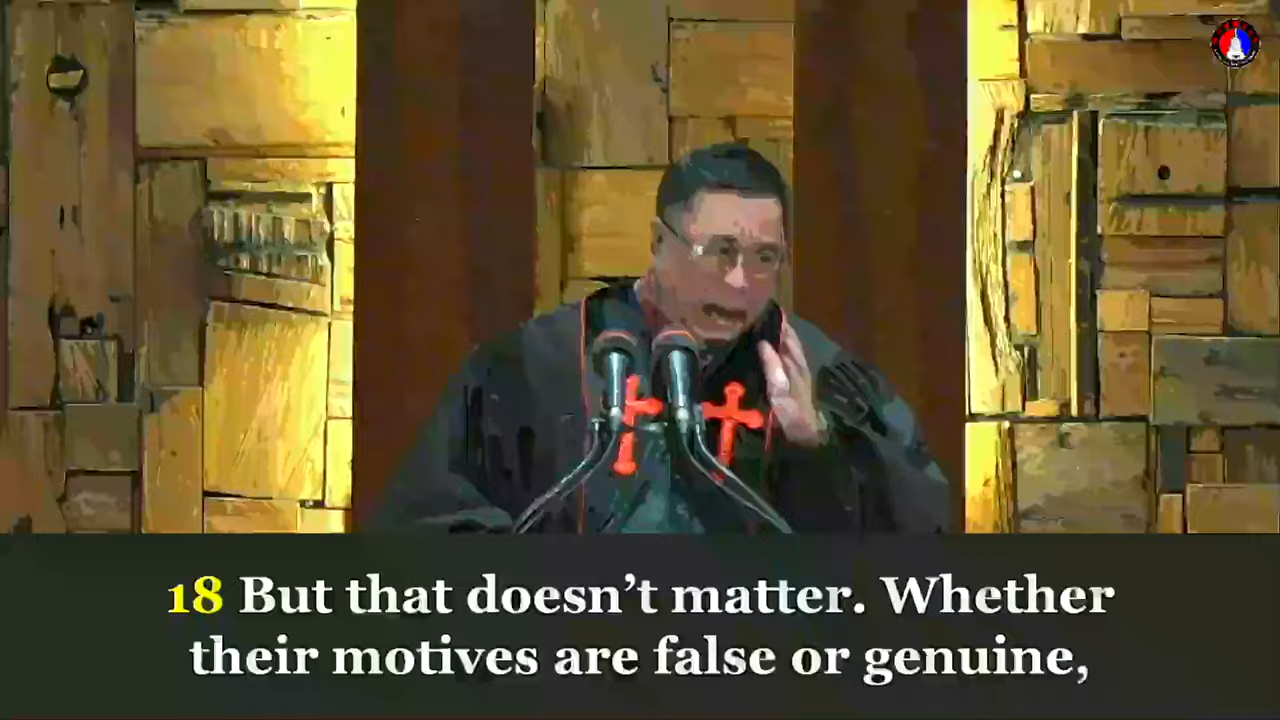 18 But that doesn’t matter. Whether
their motives are false or genuine,